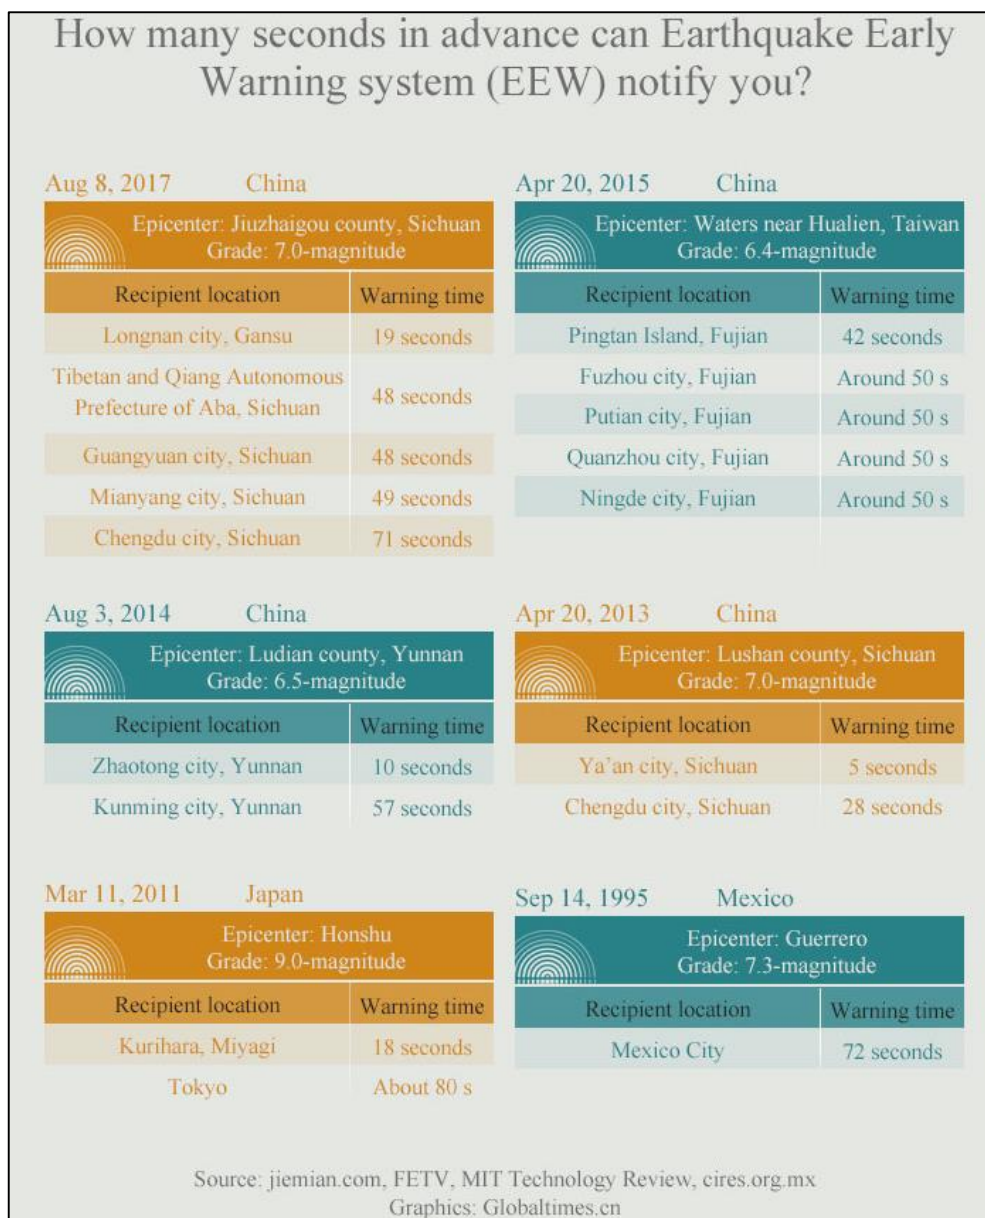 How many seconds in advance can Earthquake Early
Warning system (EEW) notify you?
Aug 8, 2017 China
Epicenter: Jiuzhaigou county, Sichuan
Grade: 7.0-magnitude
Recipient location Warning time
Longnan city, Gansu 19 seconds
Tibetan and Qiang Autonomous
Prefecture of Aba, Sichuan 48 seconds
Guangyuan city, Sichuan 48 seconds
Mianyang city, Sichuan 49 seconds
Chengdu city, Sichuan 71 seconds
Apr 20, 2015 China
Epicenter: Waters near Hualien, Taiwan
Grade: 6.4-magnitude
Recipient location Warning time
Pingtan Island, Fujian 42 seconds
Fuzhou city, Fujian Around 50 s
Putian city, Fujian Around 50 s
Quanzhou city, Fujian Around 50 s
Ningde city, Fujian Around 50 s
Aug 3, 2014 China
Epicenter: Ludian county, Yunnan
Grade: 6.5-magnitude
Recipient location Warning time
Zhaotong city, Yunnan 10 seconds
Kunming city, Yunnan 57 seconds
Apr 20, 2013 China
Epicenter: Lushan county, Sichuan
Grade: 7.0-magnitude
Recipient location Warning time
Ya’an city, Sichuan 5 seconds
Chengdu city, Sichuan 28 seconds
Mar 11, 2011 Japan
Epicenter: Honshu
Grade: 9.0-magnitude
Recipient location Warning time
Kurihara, Miyagi 18 seconds
Tokyo About 80 s
Sep 14, 1995 Mexico
Epicenter: Guerrero
Grade: 7.3-magnitude
Recipient location Warning time
Mexico City 72 seconds
Source: jiemian.com, FETV, MIT Technology Review, cires.org.mx
Graphics: Globaltimes.cn